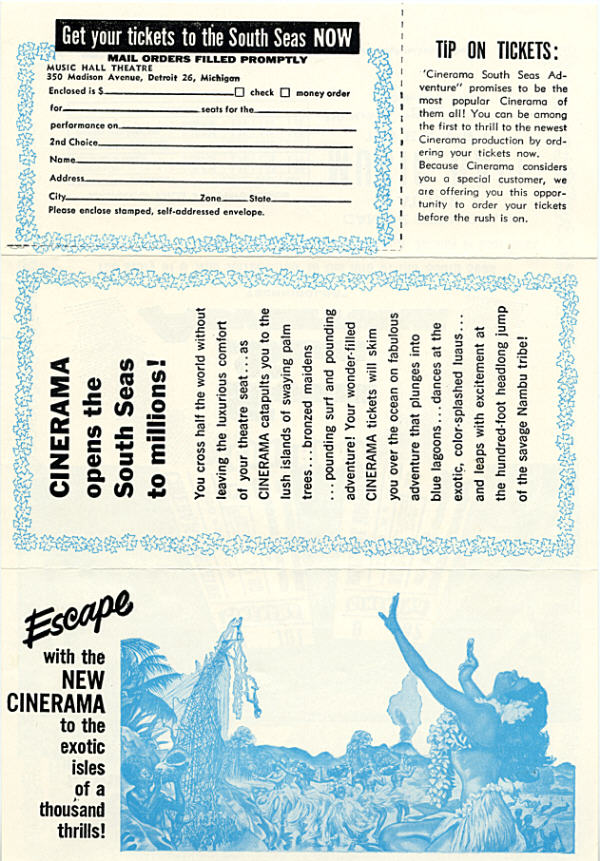 Get your tickets to the South Seas NOW
MAIL ORDERS FILLED PROMPTLY
MUSIC HALL THEATRE
350 Madison Avenue, Detroit 26, Michigan
Enclosed is $ check money order
for seats for the
performance on
2nd Choice
Name
Address
City Zone State
Please enclose stamped, self-addressed envelope.
TiP ON TICKETS:
'Cinerama South Seas Ad-
venture" promises to be the
most popular Cinerama of
them all! You can be among
the first to thrill to the newest
Cinerama production by ord-
ering your tickets now.
Because Cinerama considers
you a special customer, we
are offering you this oppor-
tunity to order your tickets
before the rush is on.
CINERAMA
opens the
South Seas
to millions!
You cross half the world without
leaving the luxurious comfort
of your theatre seat...as
CINERAMA catapults you to the
lush islands of swaying palm
trees...bronzed maidens
...pounding surf and pounding
adventure! Your wonder-filled
CINERAMA tickets will skim
you over the ocean on fabulous
adventure that plunges into
blue lagoons...dances at the
exotic, color-splashed luaus...
and leaps with excitement at
the hundred-foot headlong jump
of the savage Nambu tribe!
Escape
with the
NEW
CINERAMA
to the
exotic
isles
of a
thousand
thrills!